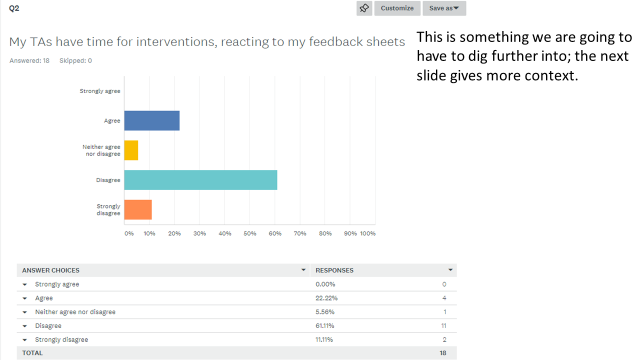 Q2
Customize
Save as
My TAs have time for interventions, reacting to my feedback sheets
Answered: 18 Skipped: 0
Strongly agree
Agree
Neither agree
nor disagree
Disagree
Strongly
disagree
0% 10% 20% 30% 40% 50% 60% 70% 80% 90% 100%
This is something we are going to
have to dig further into; the next
slide gives more context.
ANSWER CHOICES RESPONSES
Strongly agree 0.00% 0
Agree 22.22% 4
Neither agree nor disagree 5.56% 1
Disagree 61.11% 11
Strongly disagree 11.11% 2
TOTAL 18